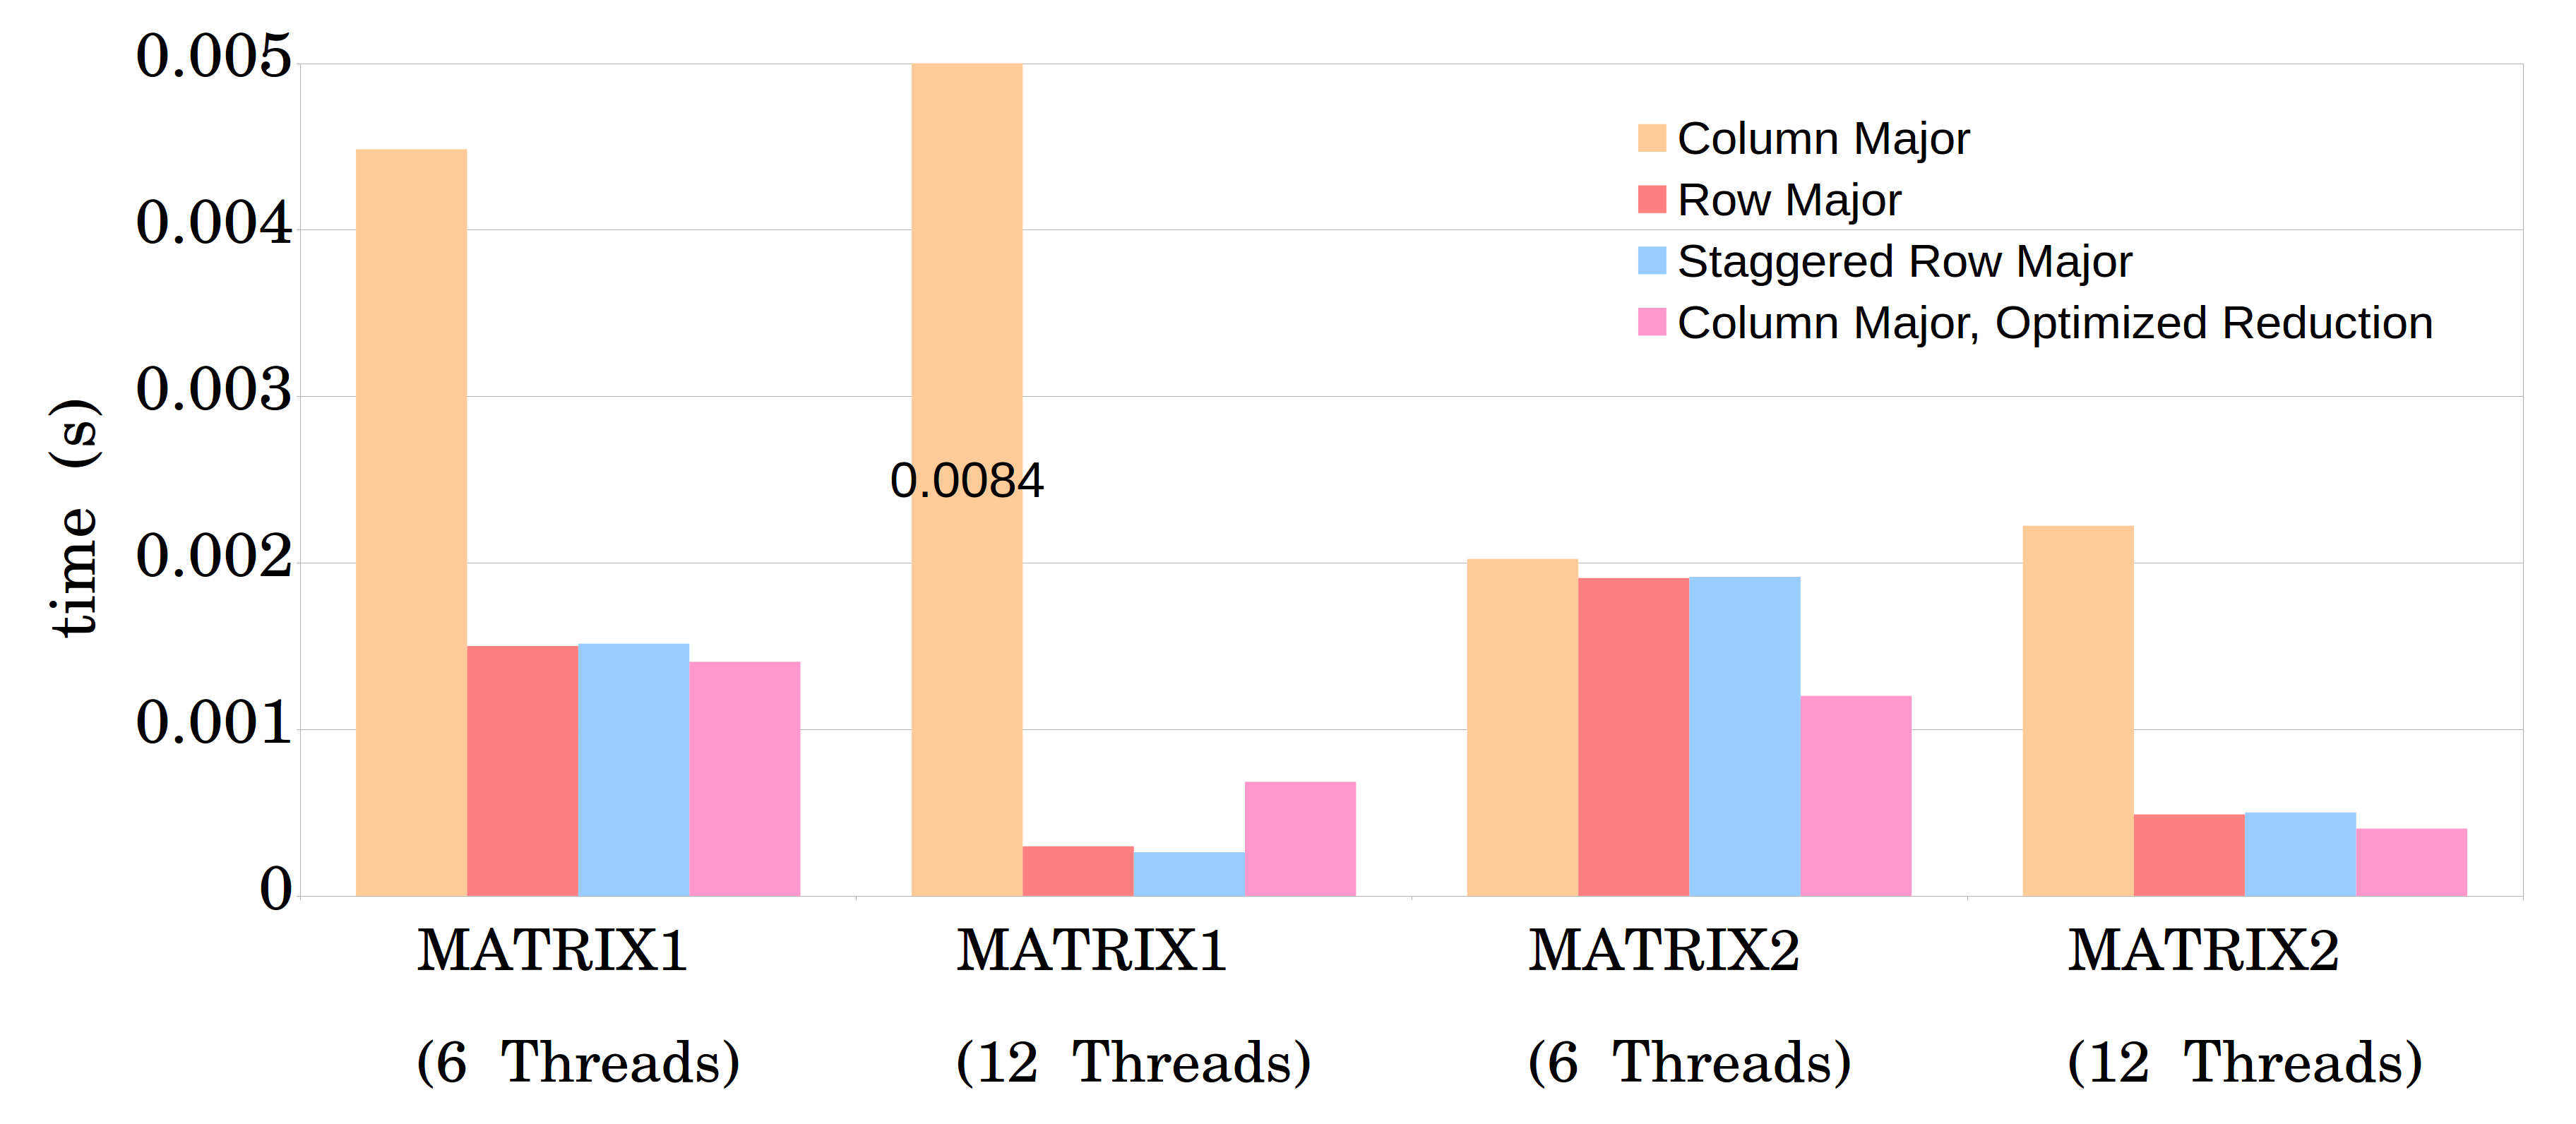 0.005
0.004
0.003
0.002
0.001
0
time (s)
Column Major
Row Major
Staggered Row Major
Column Major, Optimized Reduction
0.0084
MATRIX1
(6 Threads)
MATRIX1
(12 Threads)
MATRIX2
(6 Threads)
MATRIX2
(12 Threads)